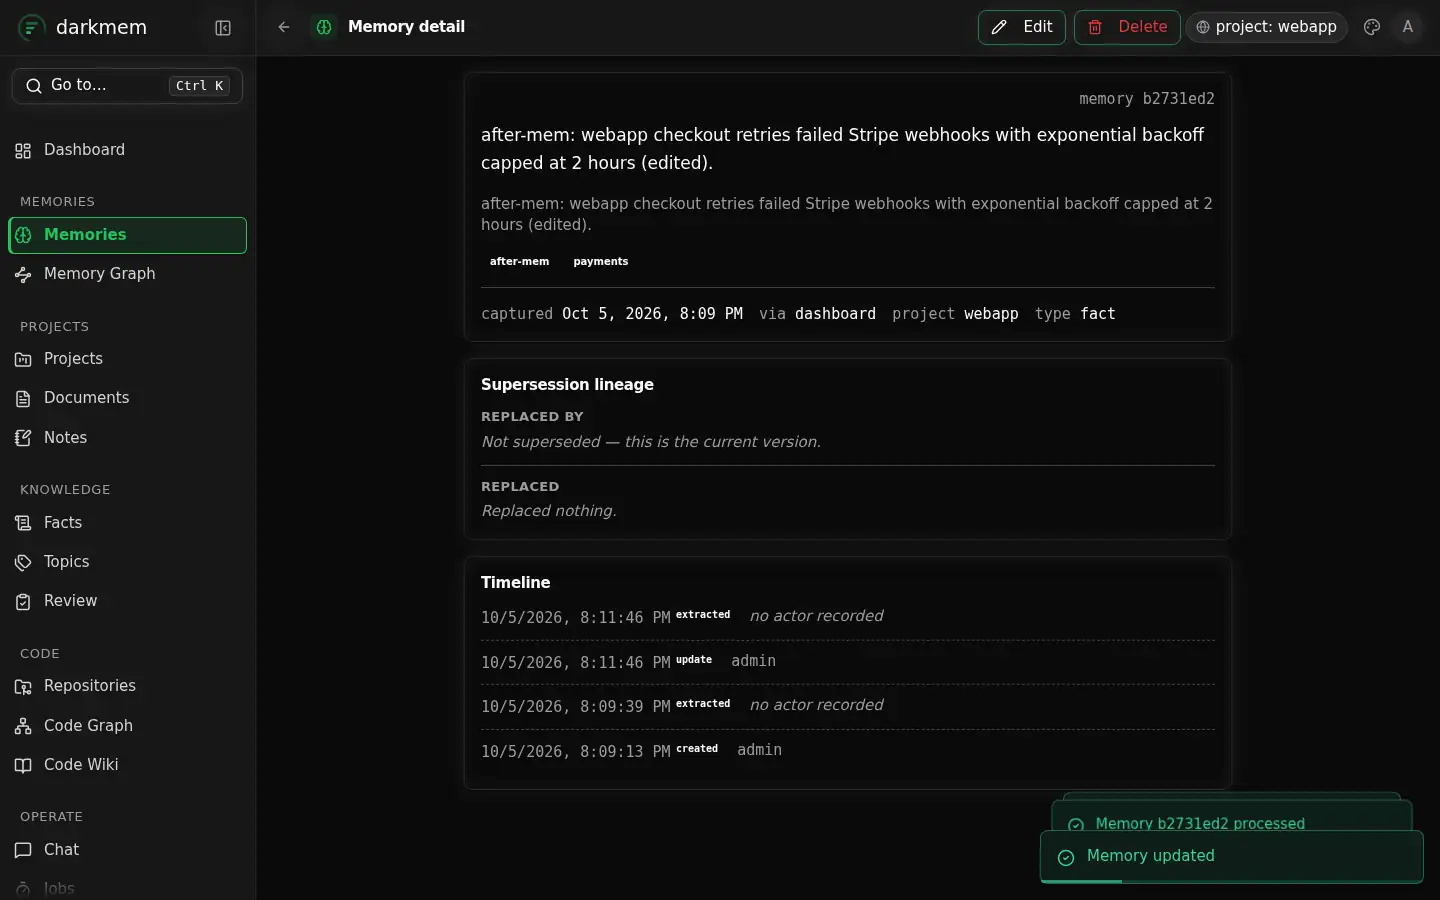 darkmem
Memory detail
Edit
Delete
project: webapp
A
Go to...
Ctrl K
Dashboard
MEMORIES
Memories
Memory Graph
PROJECTS
Projects
Documents
Notes
KNOWLEDGE
Facts
Topics
Review
CODE
Repositories
Code Graph
Code Wiki
OPERATE
Chat
Jobs
memory b2731ed2
after-mem: webapp checkout retries failed Stripe webhooks with exponential backoff
capped at 2 hours (edited).
after-mem: webapp checkout retries failed Stripe webhooks with exponential backoff capped at 2
hours (edited).
after-mem payments
captured Oct 5, 2026, 8:09 PM via dashboard project webapp type fact
Supersession lineage
REPLACED BY
Not superseded — this is the current version.
REPLACED
Replaced nothing.
Timeline
10/5/2026, 8:11:46 PM extracted no actor recorded
10/5/2026, 8:11:46 PM update admin
10/5/2026, 8:09:39 PM extracted no actor recorded
10/5/2026, 8:09:13 PM created admin
Memory b2731ed2 processed
Memory updated